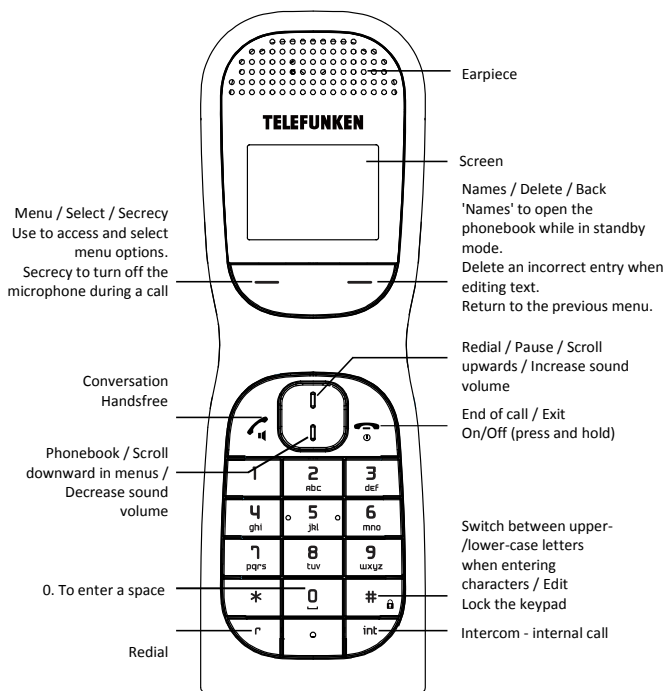 Earpiece
TELEFUNKEN
Screen
Menu / Select / Secrecy
Use to access and select
menu options.
Secrecy to turn off the
microphone during a call
Names / Delete / Back
'Names' to open the
phonebook while in standby
mode.
Delete an incorrect entry when
editing text.
Return to the previous menu.
Redial / Pause / Scroll
upwards / Increase sound
volume
Conversation
Handsfree
End of call / Exit
On/Off (press and hold)
Phonebook / Scroll
downward in menus /
Decrease sound
volume
1
2
3
ABC
def
4
5
6
ghi
jkl
mno
7
8
9
pqrs
tuv
wxyz
Switch between upper-
/lower-case letters
when entering
characters / Edit
Lock the keypad
0. To enter a space
*
0
#
Redial
r
int
Intercom - internal call